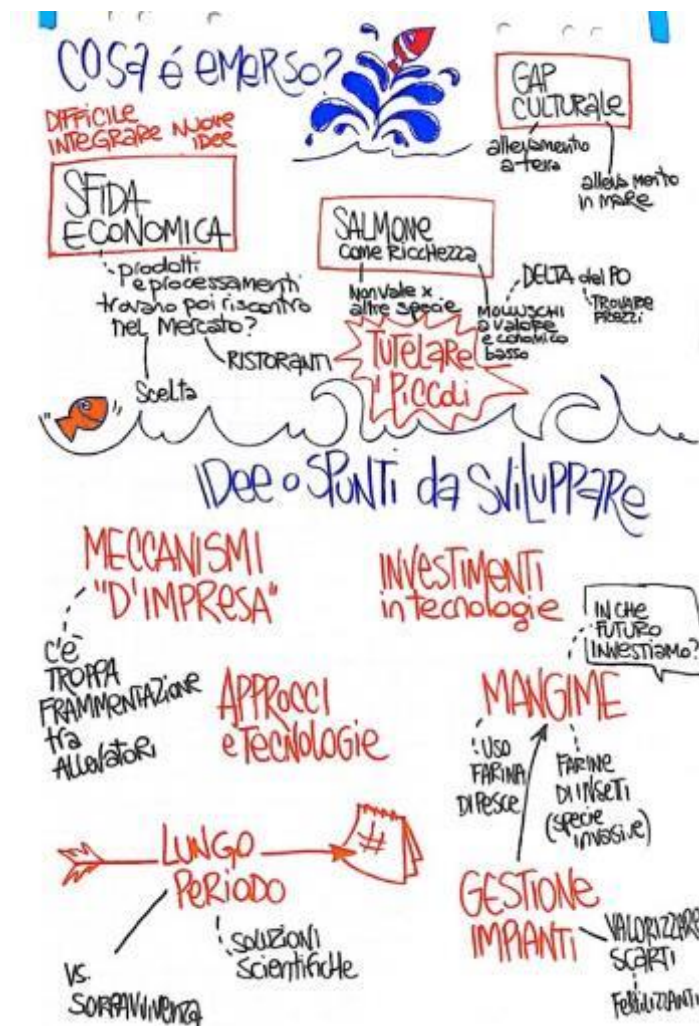 COSA é EMERSO?
DIFFICILE
INTEGRARE NUOVE
IDEE
SFIDA
ECONOMICA
prodotti
e processamenti
trovano poi riscontro
nel Mercato?
Scelta
RISTORANTI
GAP
CULTURALE
allevamento
a terra
allevamento
in mare
SALMONE
COME RICCHEZZA
NON VALE X
altre specie
MOLLUSCHI
a valore
economico
basso
DELTA del PO
TROVARE
PREZZI
TUTELARE
i PICCOLI
IDEE o SPUNTI da SVILUPPARE
MECCANISMI
"D'IMPRESA"
c'è
TROPPA
FRAMMENTAZIONE
tra
ALLEVATORI
INVESTIMENTI
in tecnologie
IN CHE
FUTURO
INVESTIAMO?
APPROCCI
e TECNOLOGIE
MANGIME
USO
FARINA
DI PESCE
FARINE
DI INSETI
(specie
invasive)
LUNGO
PERIODO
#
VS.
SOPRAVVIVENZA
SOLUZIONI
SCIENTIFICHE
GESTIONE
IMPIANTI
VALORIZZARE
SCARTI
FERTILIZZANTI